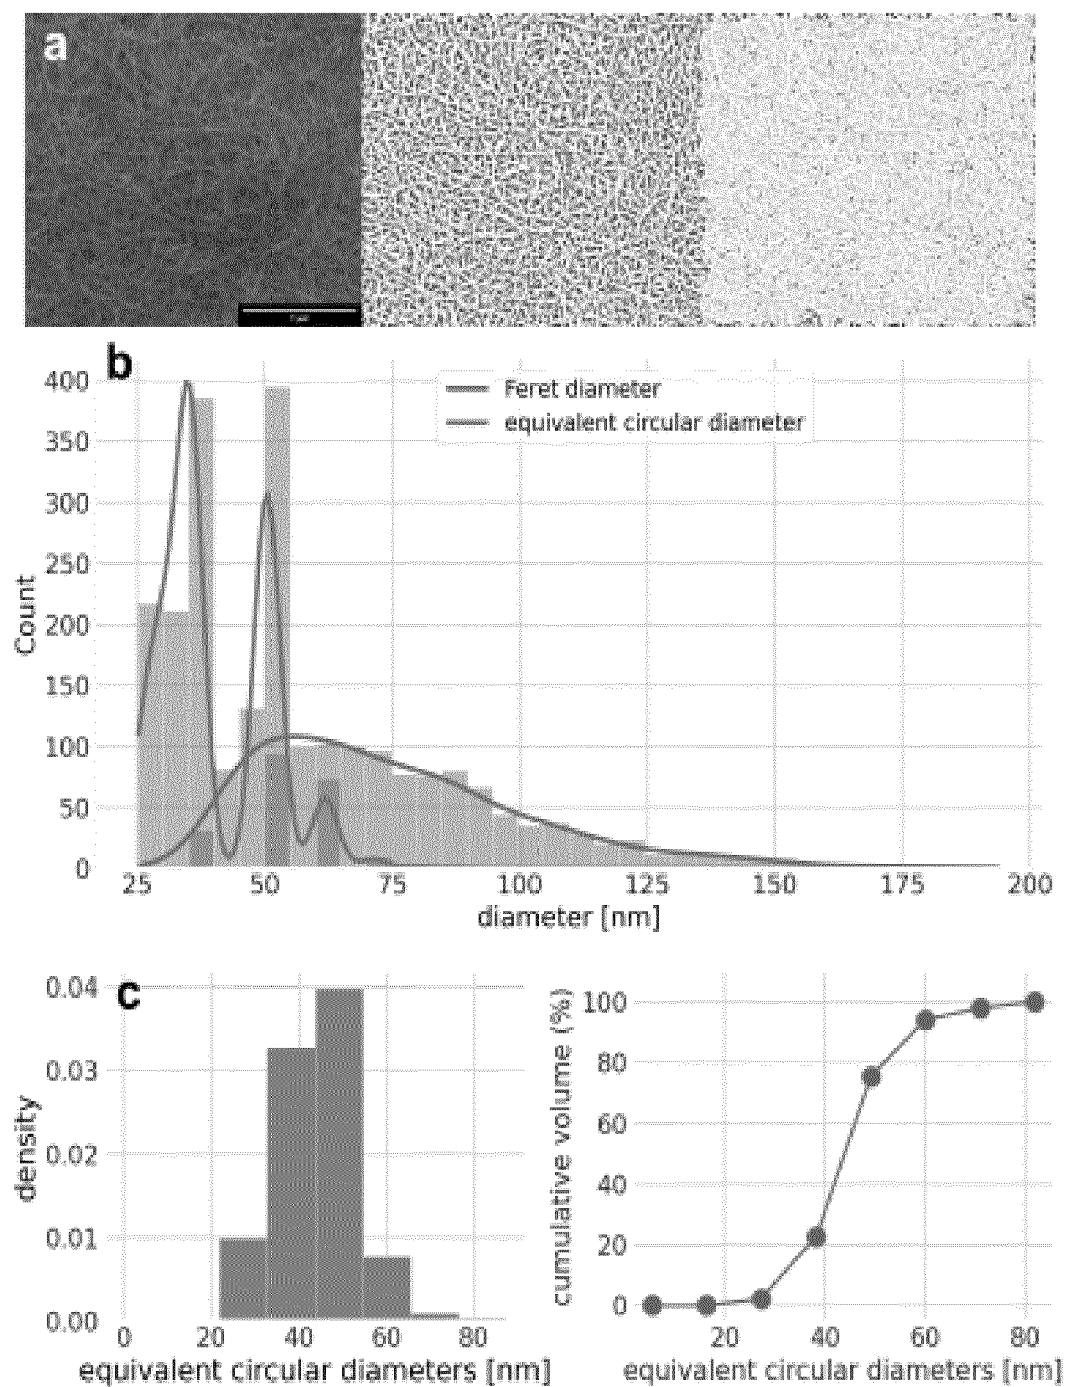 a
b
400
350
300
250
200
150
100
50
0
Count
Feret diameter
equivalent circular diameter
25 50 75 100 125 150 175 200
diameter [nm]
c
0.04
0.03
0.02
0.01
0.00
density
0 20 40 60 80
equivalent circular diameters [nm]
100
80
60
40
20
0
cumulative volume (%)
20 40 60 80
equivalent circular diameters [nm]